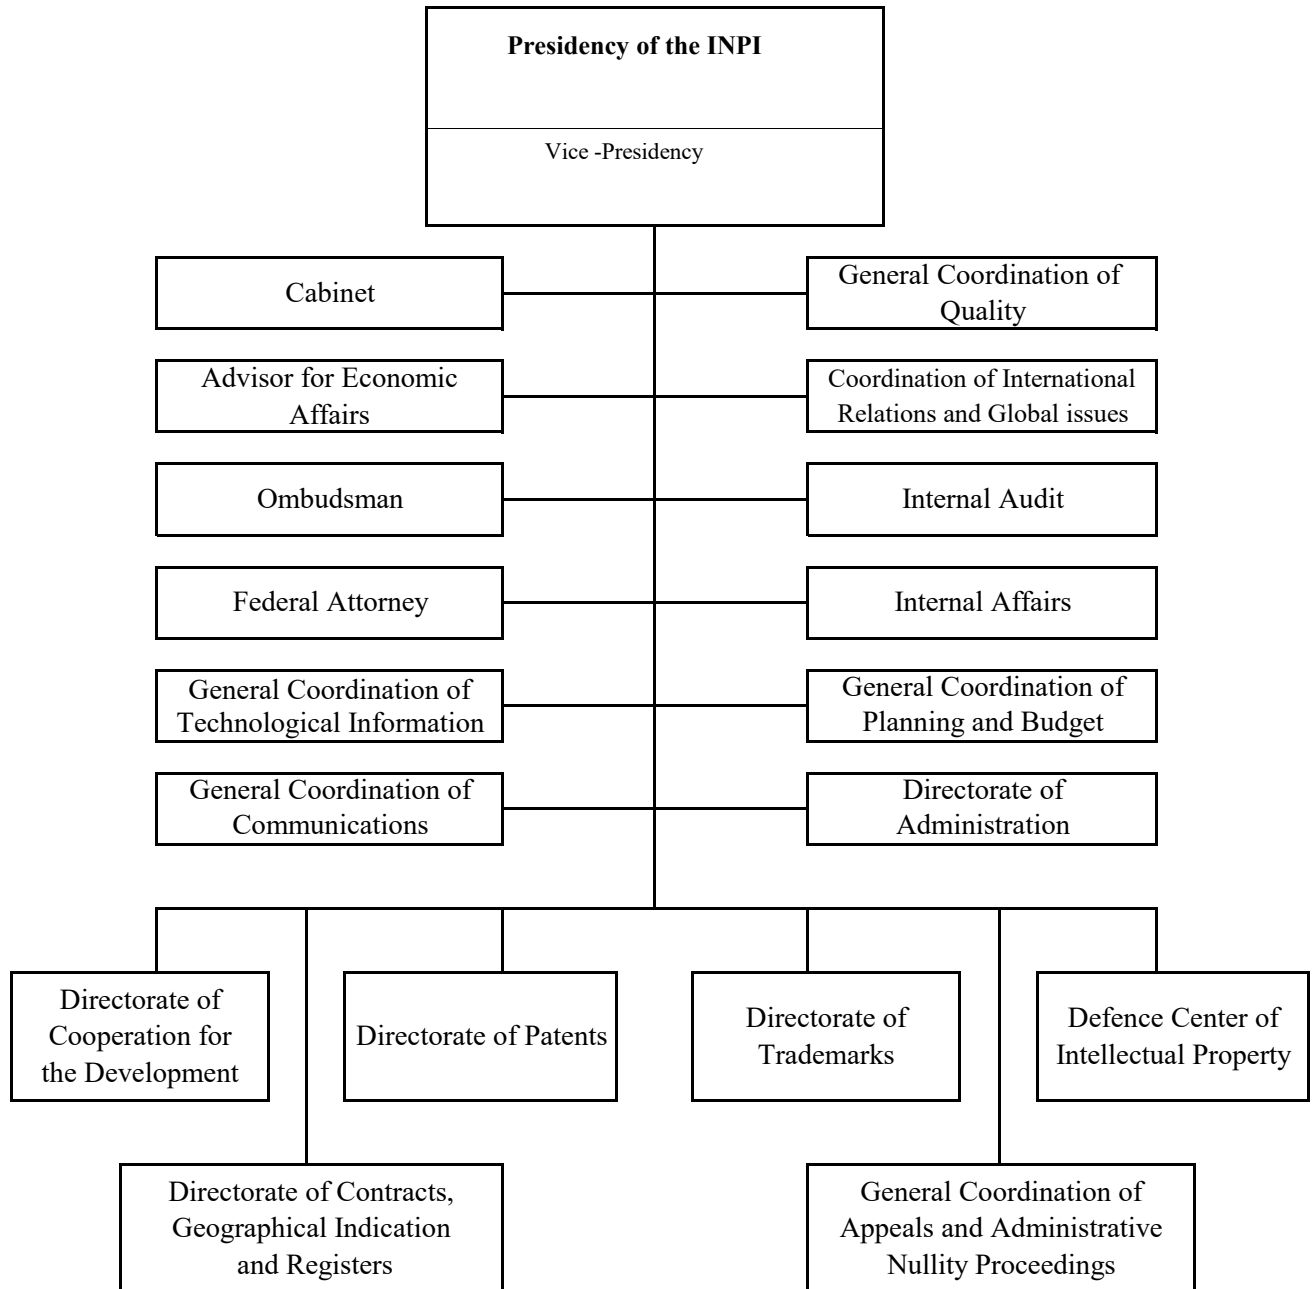 Presidency of the INPI
Vice -Presidency
Cabinet
General Coordination of
Quality
Advisor for Economic
Affairs
Coordination of International
Relations and Global issues
Ombudsman
Internal Audit
Federal Attorney
Internal Affairs
General Coordination of
Technological Information
General Coordination of
Planning and Budget
General Coordination of
Communications
Directorate of
Administration
Directorate of
Cooperation for
the Development
Directorate of Patents
Directorate of
Trademarks
Defence Center of
Intellectual Property
Directorate of Contracts,
Geographical Indication
and Registers
General Coordination of
Appeals and Administrative
Nullity Proceedings